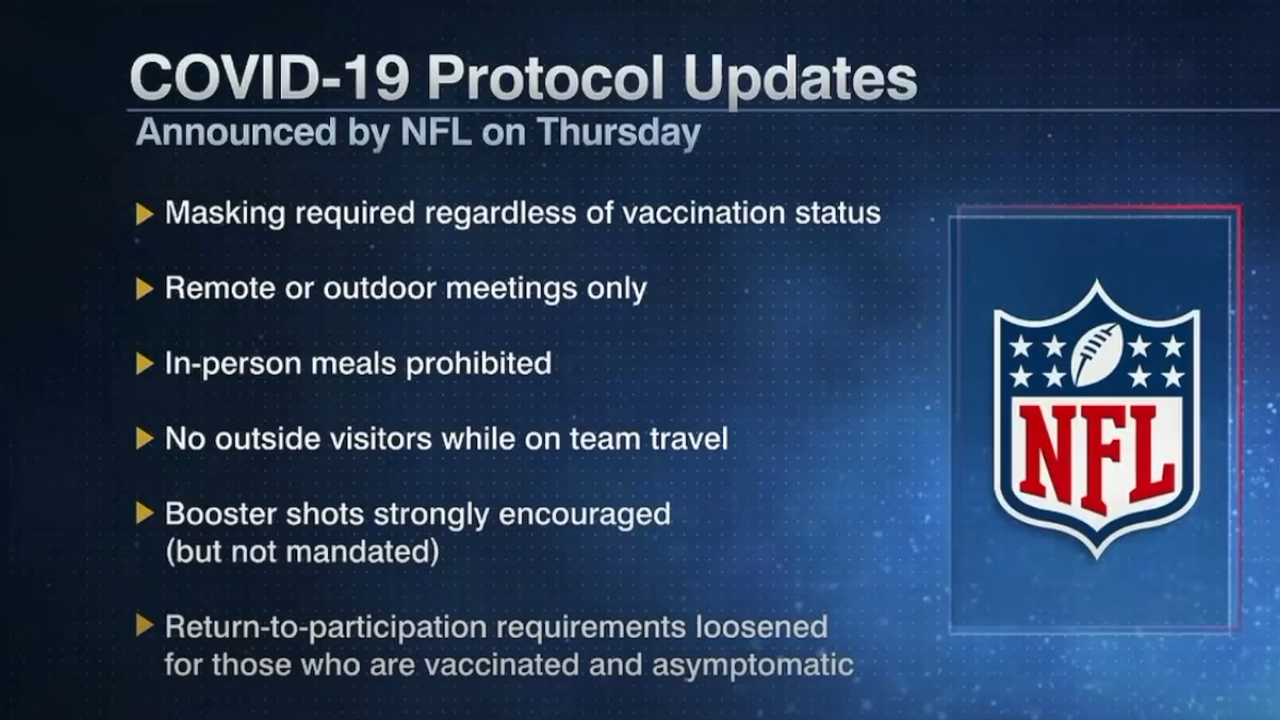 COVID-19 Protocol Updates
Announced by NFL on Thursday
Masking required regardless of vaccination status
Remote or outdoor meetings only
In-person meals prohibited
No outside visitors while on team travel
Booster shots strongly encouraged
(but not mandated)
Return-to-participation requirements loosened
for those who are vaccinated and asymptomatic
NFL